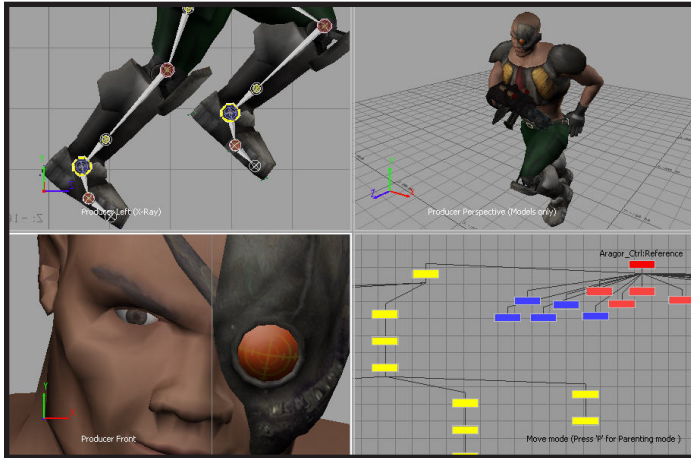 Producer Left (X-Ray)
Producer Perspective (Models only)
Aragor_Ctrl:Reference
Producer Front
Move mode (Press 'P' for Parenting mode )